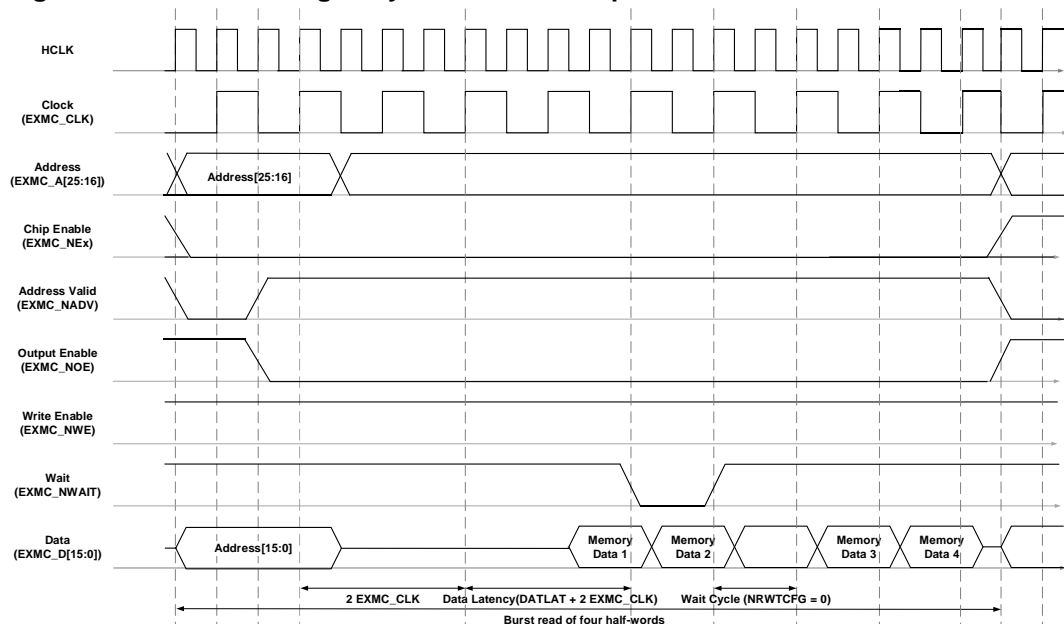 HCLK
Clock
(EXMC_CLK)
Address
(EXMC_A[25:16])
Address[25:16]
Chip Enable
(EXMC_NEx)
Address Valid
(EXMC_NADV)
Output Enable
(EXMC_NOE)
Write Enable
(EXMC_NWE)
Wait
(EXMC_NWAIT)
Data
(EXMC_D[15:0])
Address[15:0]
Memory
Data 1
Memory
Data 2
Memory
Data 3
Memory
Data 4
2 EXMC_CLK
Data Latency(DATLAT + 2 EXMC_CLK)
Wait Cycle (NRWTCFG = 0)
Burst read of four half-words